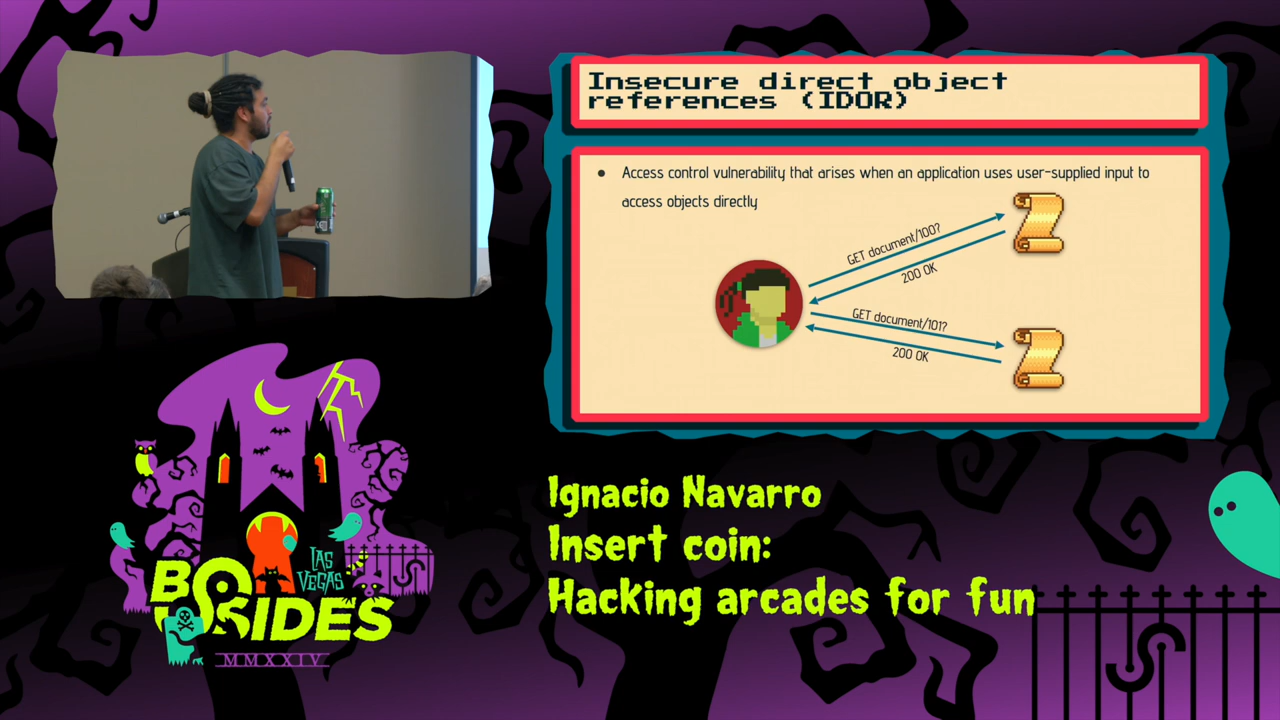 Insecure direct object
references (IDOR)
● Access control vulnerability that arises when an application uses user-supplied input to
access objects directly
GET document/100?
200 OK
GET document/101?
200 OK
Ignacio Navarro
Insert coin:
Hacking arcades for fun
LAS
VEGAS
BSIDES
MMXXIV